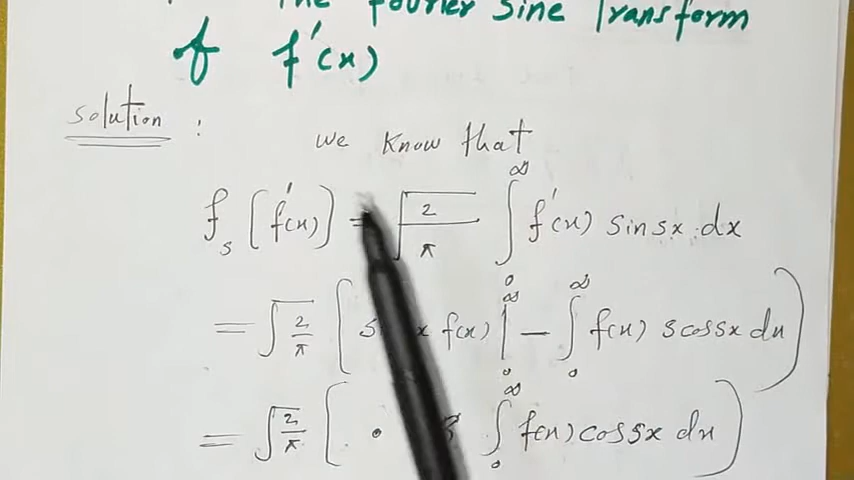 The Fourier Sine Transform
of f'(x)
Solution : we know that
f_s [f'(x)] = √(2/π) ∫_0^∞ f'(x) sin sx dx
= √(2/π) [ f(x) |_0^∞ − ∫_0^∞ f(x) s cos sx dx ]
= √(2/π) [ 0 ∫_0^∞ f(x) cos sx dx ]